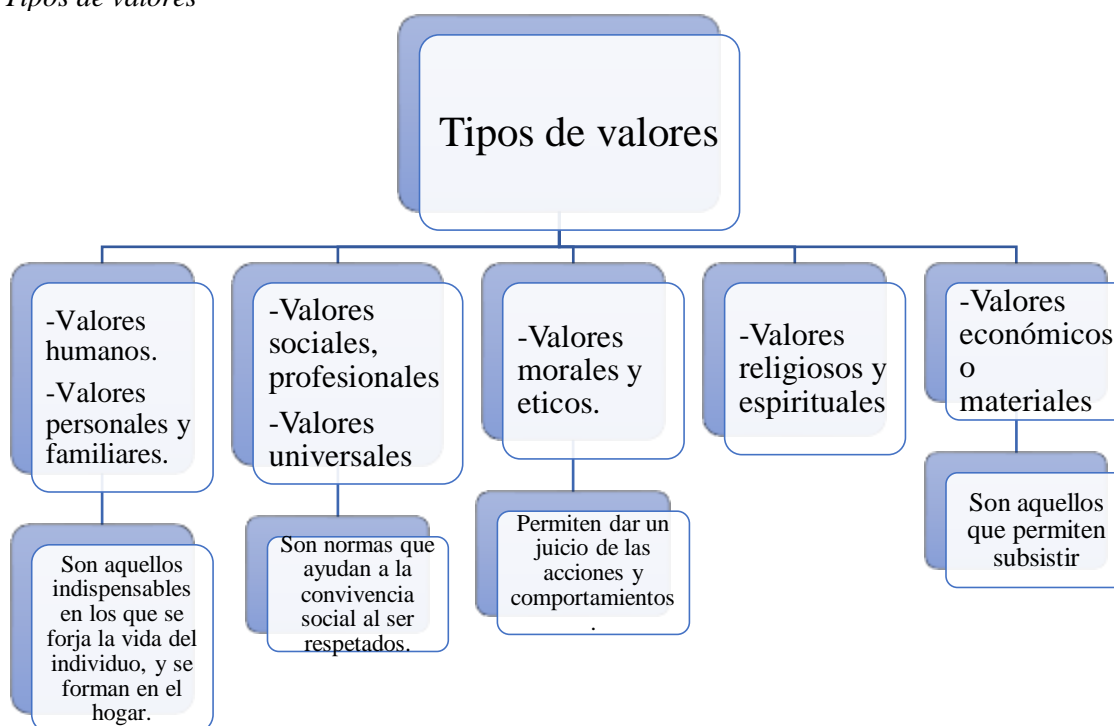 Tipos de valores
Tipos de valores
-Valores
humanos.
-Valores
personales y
familiares.
-Valores
sociales,
profesionales
-Valores
universales
-Valores
morales y
eticos.
-Valores
religiosos y
espirituales
-Valores
económicos
o
materiales
Son aquellos
indispensables
en los que se
forja la vida del
individuo, y se
forman en el
hogar.
Son normas que
ayudan a la
convivencia
social al ser
respetados.
Permiten dar un
juicio de las
acciones y
comportamientos
.
Son aquellos
que permiten
subsistir